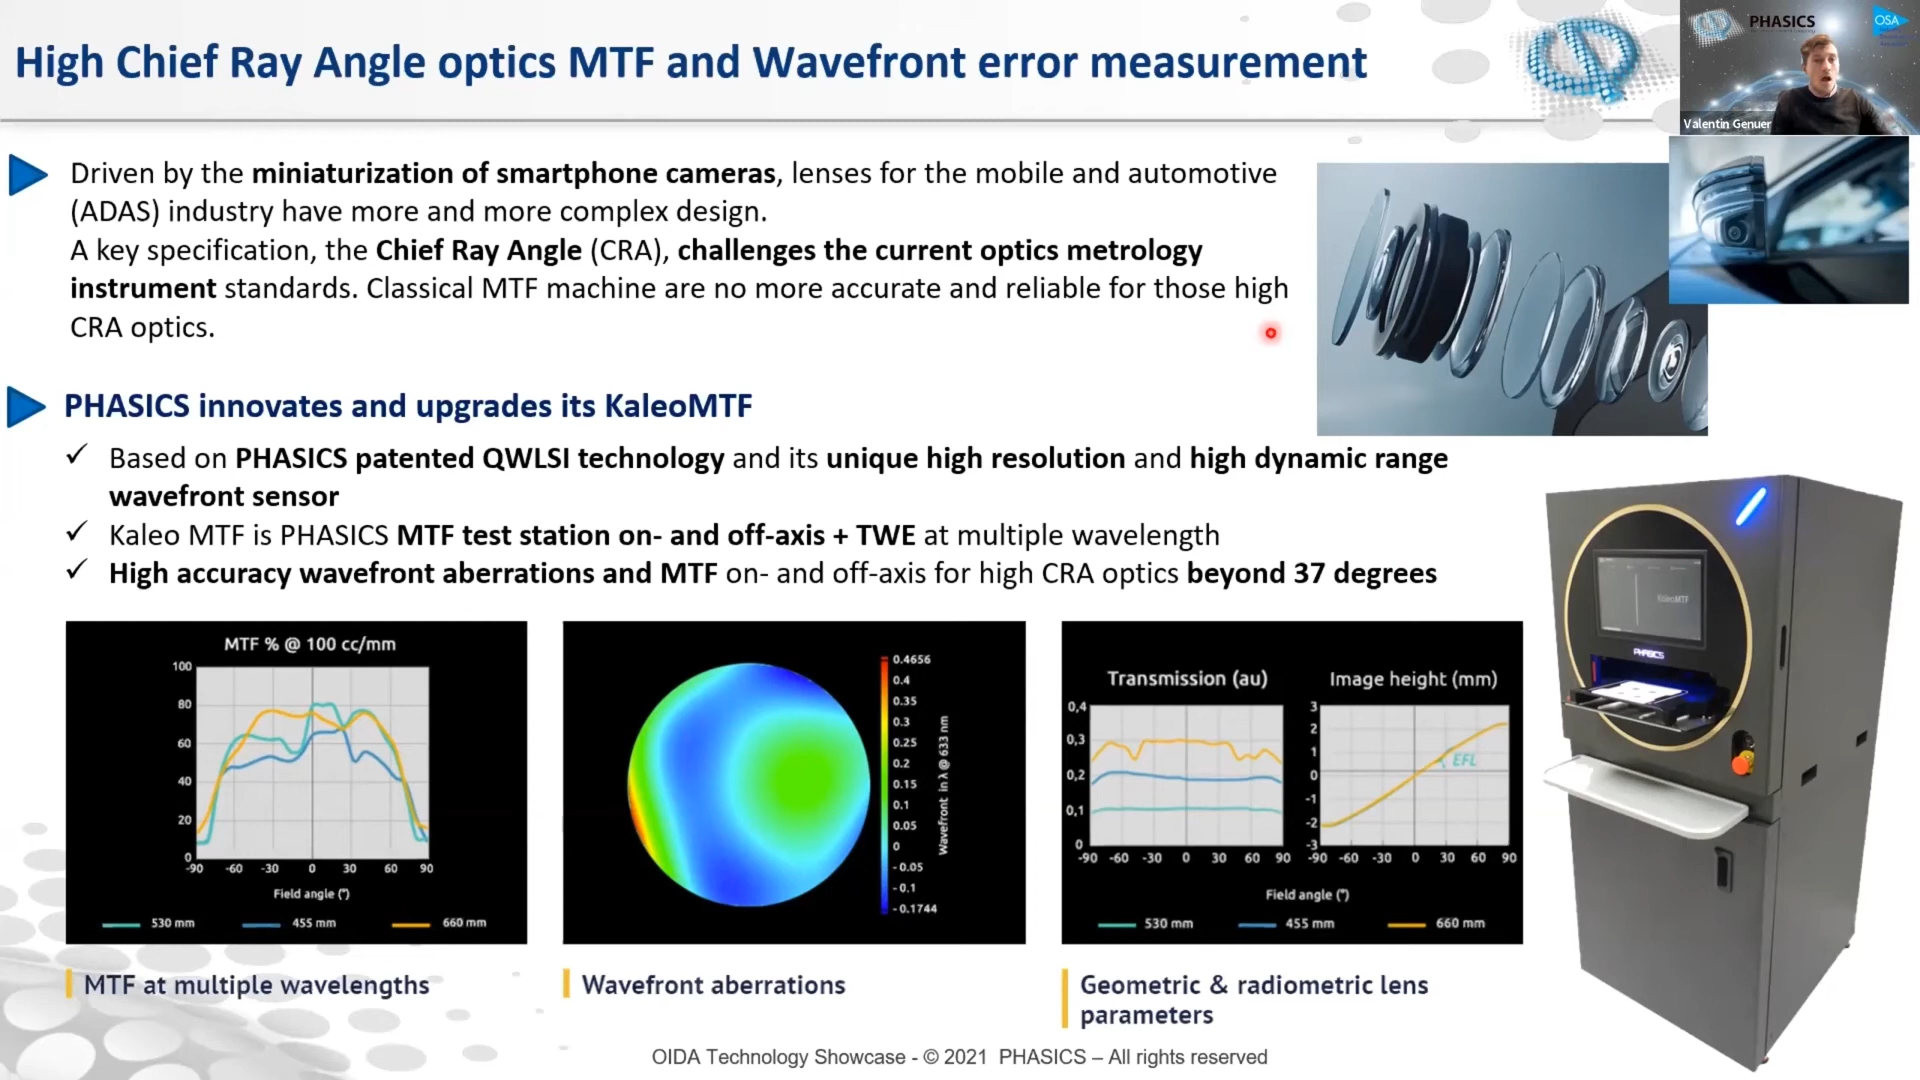 High Chief Ray Angle optics MTF and Wavefront error measurement
PHASICS
OSA
Valentin Genuer
Driven by the miniaturization of smartphone cameras, lenses for the mobile and automotive
(ADAS) industry have more and more complex design.
A key specification, the Chief Ray Angle (CRA), challenges the current optics metrology
instrument standards. Classical MTF machine are no more accurate and reliable for those high
CRA optics.
PHASICS innovates and upgrades its KaleoMTF
✓ Based on PHASICS patented QWLSI technology and its unique high resolution and high dynamic range
wavefront sensor
✓ Kaleo MTF is PHASICS MTF test station on- and off-axis + TWE at multiple wavelength
✓ High accuracy wavefront aberrations and MTF on- and off-axis for high CRA optics beyond 37 degrees
MTF % @ 100 cc/mm
100
80
60
40
20
0
-90 -60 -30 0 30 60 90
Field angle (°)
530 mm 455 mm 660 mm
0.4656
0.4
0.35
0.3
0.25
0.2
0.15
0.1
0.05
0
-0.05
-0.1
-0.1744
Wavefront in λ @ 633 nm
Transmission (au)
0,4
0,3
0,2
0,1
0
-90 -60 -30 0 30 60 90
Image height (mm)
3
2
1
0
-1
-2
-3
EFL
-90 -60 -30 0 30 60 90
Field angle (°)
530 mm 455 mm 660 mm
KaleoMTF
PHASICS
MTF at multiple wavelengths
Wavefront aberrations
Geometric & radiometric lens
parameters
OIDA Technology Showcase - © 2021 PHASICS – All rights reserved